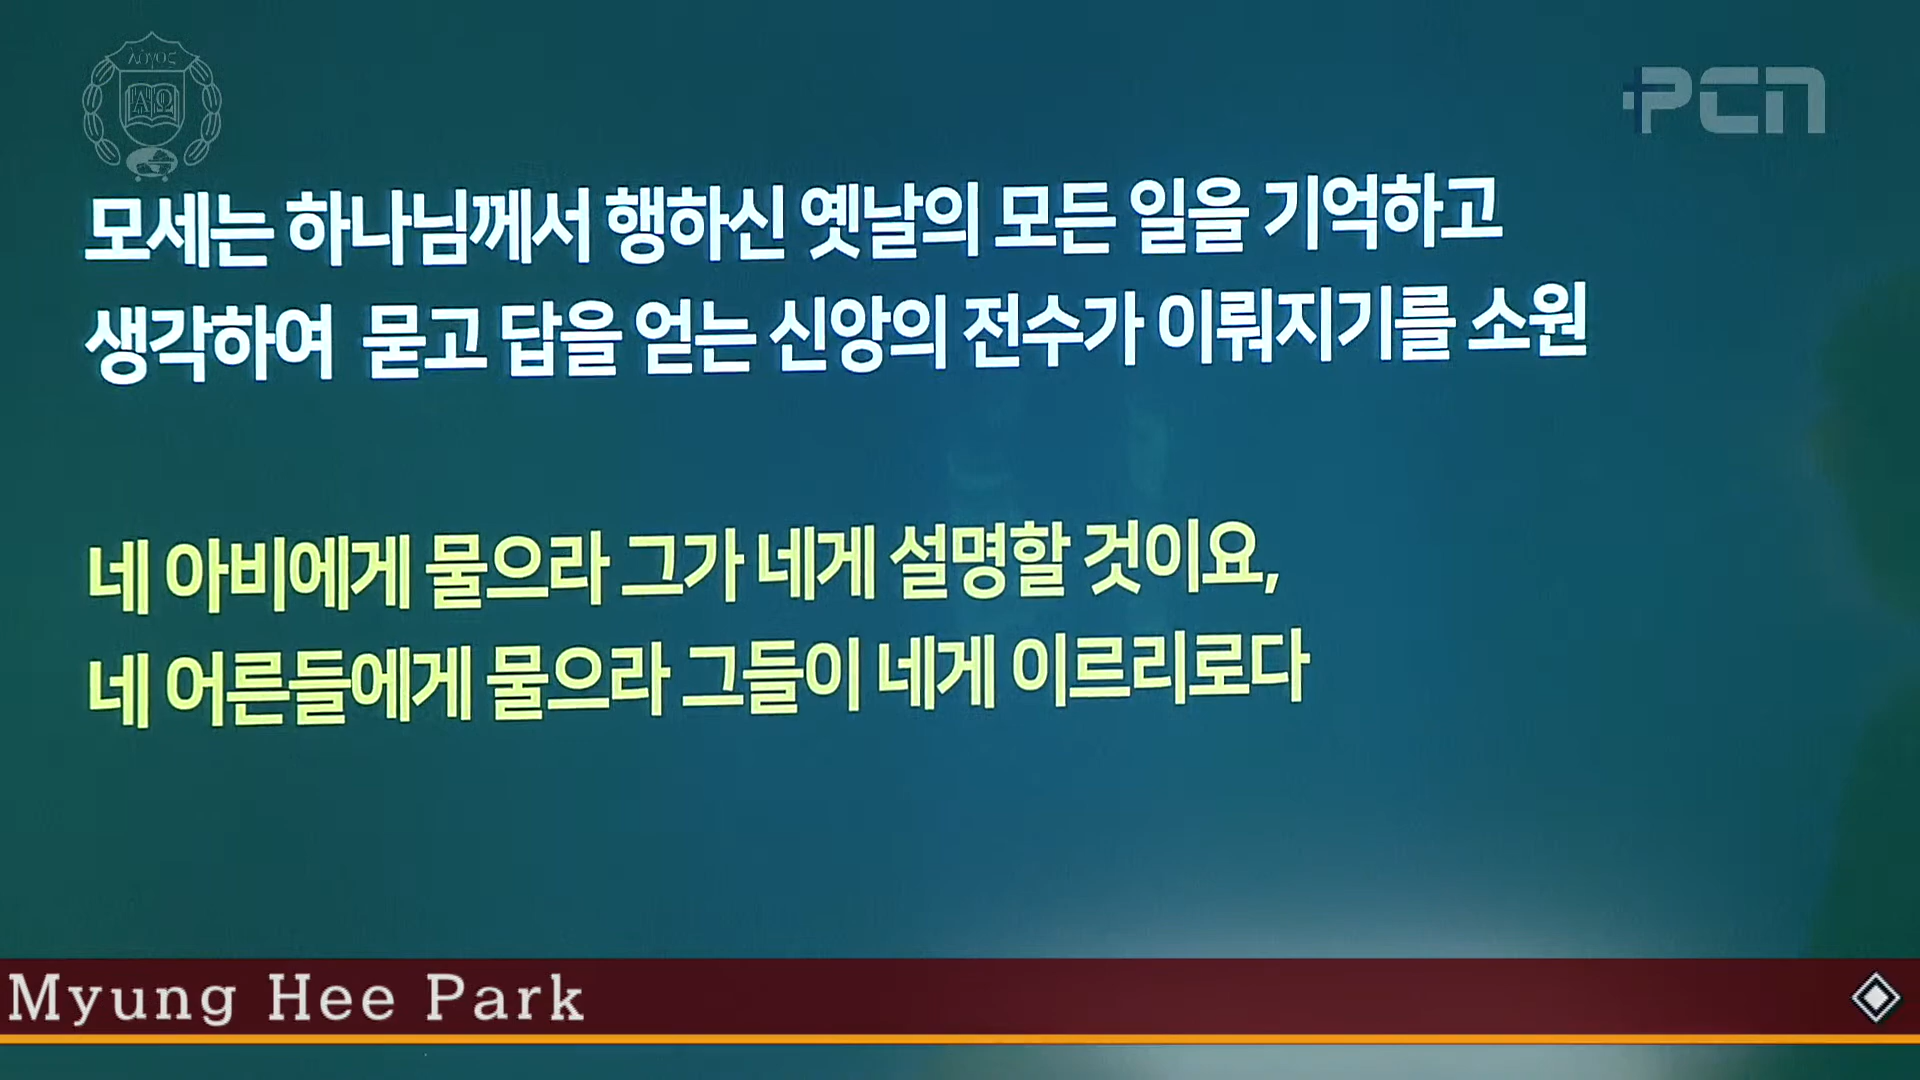 λόγος
ΑΩ
PCN
모세는 하나님께서 행하신 옛날의 모든 일을 기억하고
생각하여 묻고 답을 얻는 신앙의 전수가 이뤄지기를 소원
네 아비에게 물으라 그가 네게 설명할 것이요,
네 어른들에게 물으라 그들이 네게 이르리로다
Myung Hee Park